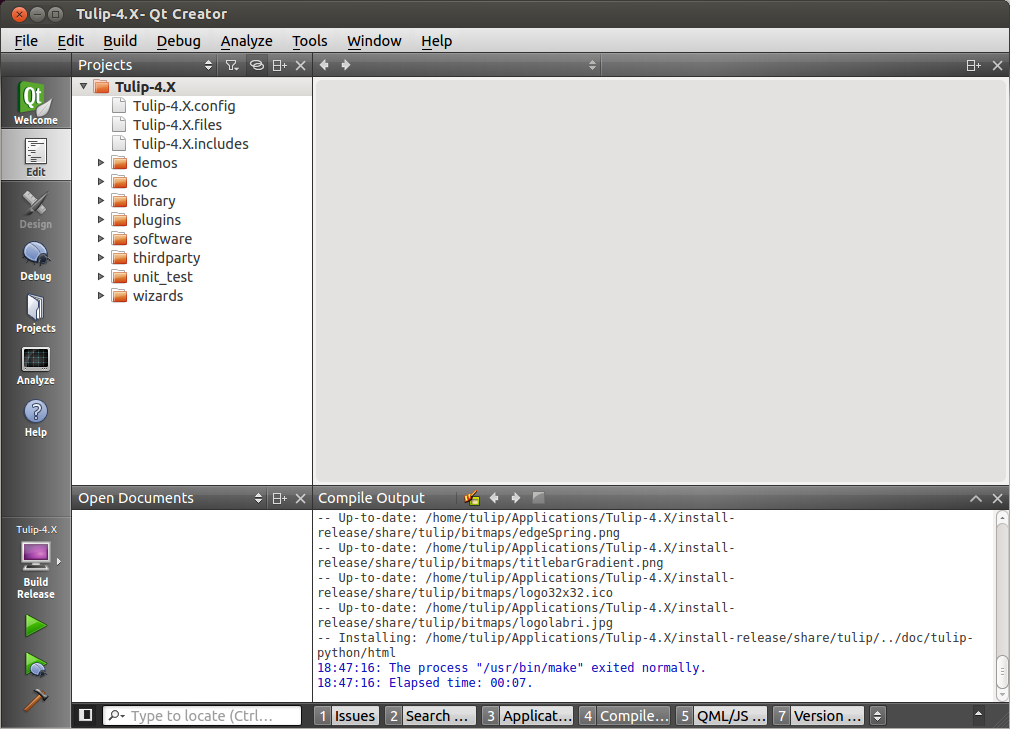 Tulip-4.X- Qt Creator
File Edit Build Debug Analyze Tools Window Help
Projects
Qt
Welcome
Edit
Design
Debug
Projects
Analyze
Help
Tulip-4.X
Tulip-4.X.config
Tulip-4.X.files
Tulip-4.X.includes
demos
doc
library
plugins
software
thirdparty
unit_test
wizards
Open Documents
Compile Output
-- Up-to-date: /home/tulip/Applications/Tulip-4.X/install-
release/share/tulip/bitmaps/edgeSpring.png
-- Up-to-date: /home/tulip/Applications/Tulip-4.X/install-
release/share/tulip/bitmaps/titlebarGradient.png
-- Up-to-date: /home/tulip/Applications/Tulip-4.X/install-
release/share/tulip/bitmaps/logo32x32.ico
-- Up-to-date: /home/tulip/Applications/Tulip-4.X/install-
release/share/tulip/bitmaps/logolabri.jpg
-- Installing: /home/tulip/Applications/Tulip-4.X/install-release/share/tulip/../doc/tulip-
python/html
18:47:16: The process "/usr/bin/make" exited normally.
18:47:16: Elapsed time: 00:07.
Tulip-4.X
Build
Release
Type to locate (Ctrl...
1 Issues 2 Search ... 3 Applicat... 4 Compile... 5 QML/JS ... 7 Version ...